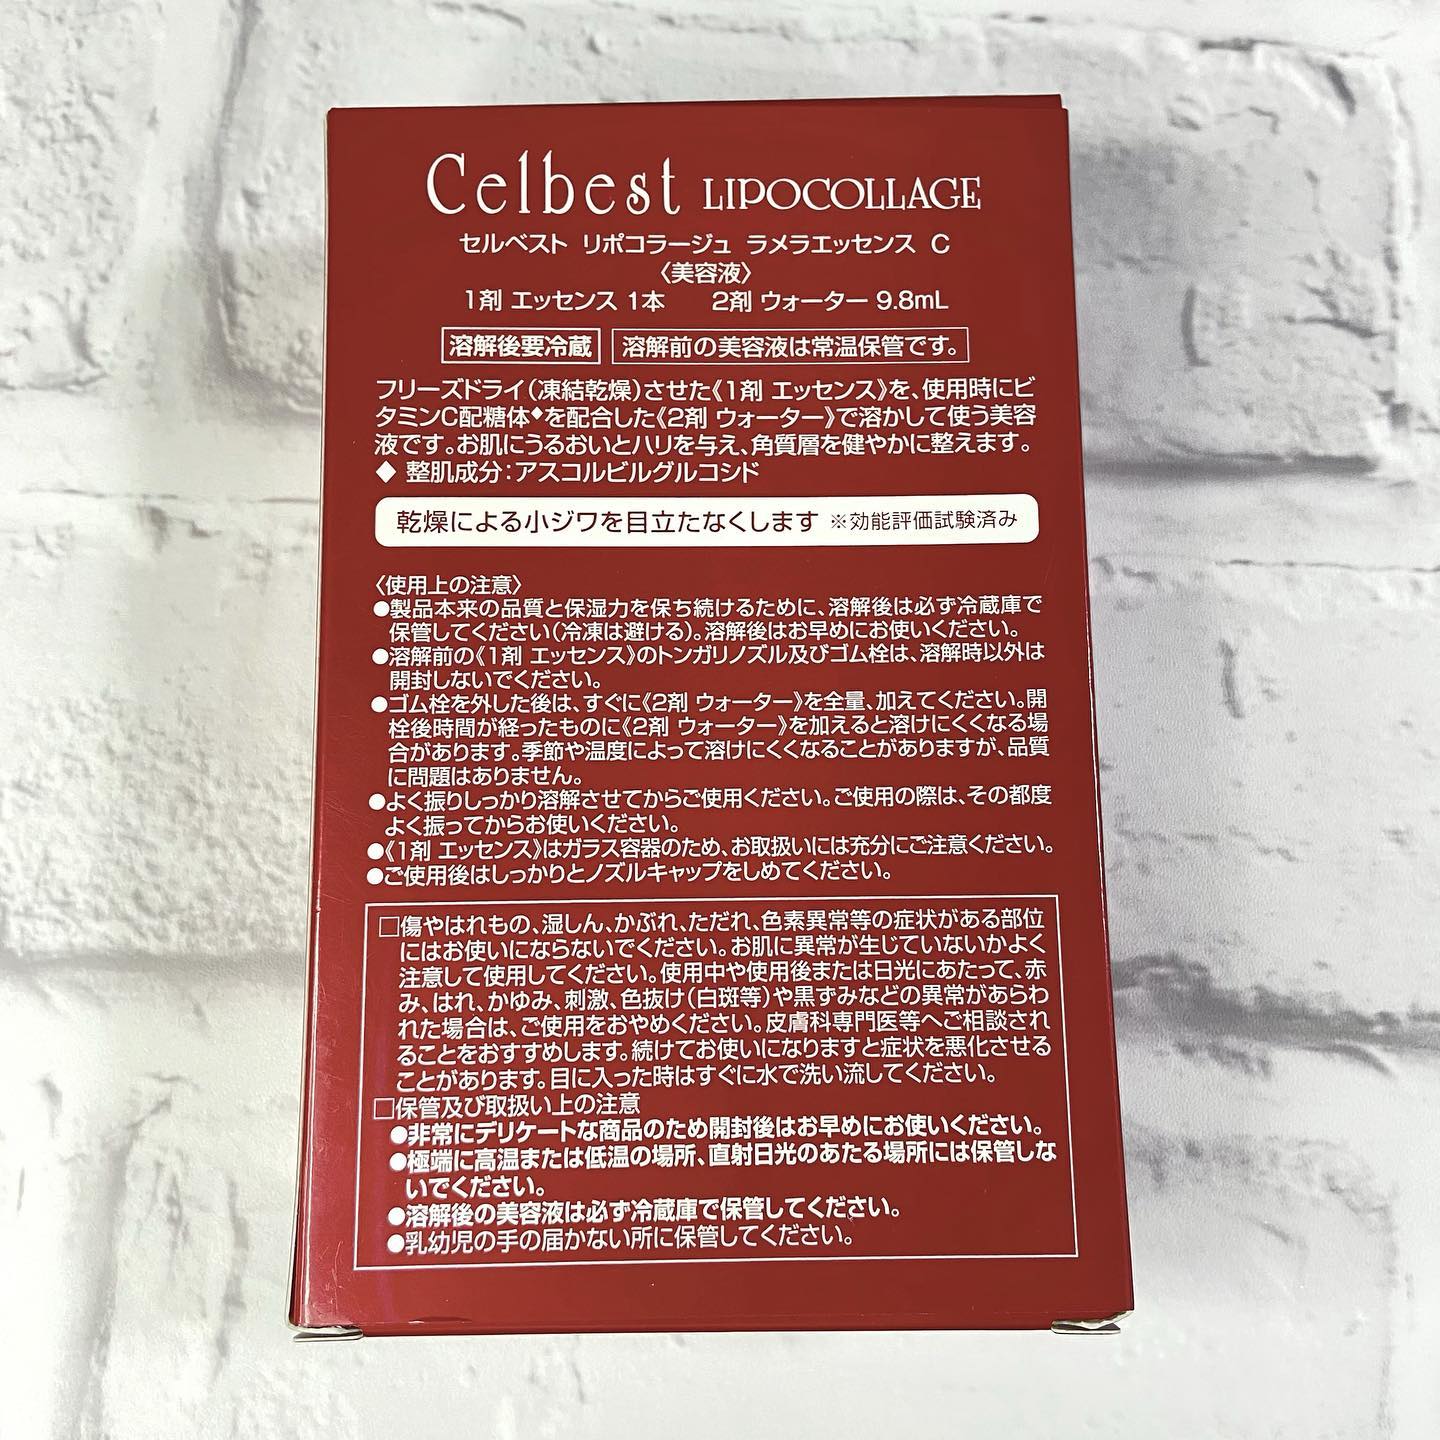 Celbest LIPOCOLLAGE
セルベスト リポコラージュ ラメラエッセンス C
〈美容液〉
1剤 エッセンス 1本 2剤 ウォーター 9.8mL
溶解後要冷蔵 溶解前の美容液は常温保管です。
フリーズドライ(凍結乾燥)させた《1剤 エッセンス》を、使用時にビ
タミンC配糖体◆を配合した《2剤 ウォーター》で溶かして使う美容
液です。お肌にうるおいとハリを与え、角質層を健やかに整えます。
◆ 整肌成分:アスコルビルグルコシド
乾燥による小ジワを目立たなくします ※効能評価試験済み
〈使用上の注意〉
●製品本来の品質と保湿力を保ち続けるために、溶解後は必ず冷蔵庫で
保管してください(冷凍は避ける)。溶解後はお早めにお使いください。
●溶解前の《1剤 エッセンス》のトンガリノズル及びゴム栓は、溶解時以外は
開封しないでください。
●ゴム栓を外した後は、すぐに《2剤 ウォーター》を全量、加えてください。開
栓後時間が経ったものに《2剤 ウォーター》を加えると溶けにくくなる場
合があります。季節や温度によって溶けにくくなることがありますが、品質
に問題はありません。
●よく振りしっかり溶解させてからご使用ください。ご使用の際は、その都度
よく振ってからお使いください。
●《1剤 エッセンス》はガラス容器のため、お取扱いには充分にご注意ください。
●ご使用後はしっかりとノズルキャップをしめてください。
□傷やはれもの、湿しん、かぶれ、ただれ、色素異常等の症状がある部位
にはお使いにならないでください。お肌に異常が生じていないかよく
注意して使用してください。使用中や使用後または日光にあたって、赤
み、はれ、かゆみ、刺激、色抜け(白斑等)や黒ずみなどの異常があらわ
れた場合は、ご使用をおやめください。皮膚科専門医等へご相談され
ることをおすすめします。続けてお使いになりますと症状を悪化させる
ことがあります。目に入った時はすぐに水で洗い流してください。
□保管及び取扱い上の注意
●非常にデリケートな商品のため開封後はお早めにお使いください。
●極端に高温または低温の場所、直射日光のあたる場所には保管しな
いでください。
●溶解後の美容液は必ず冷蔵庫で保管してください。
●乳幼児の手の届かない所に保管してください。